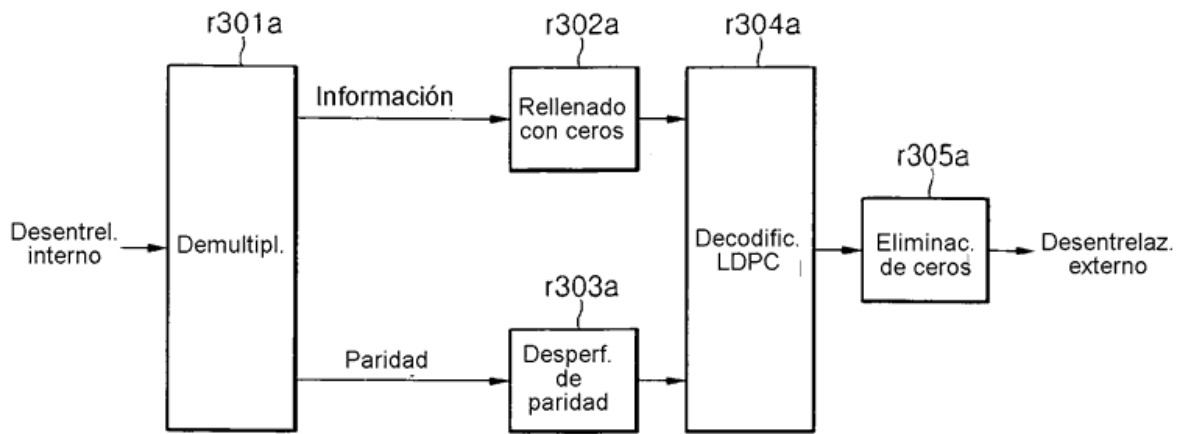 r301a
r302a
r304a
Información
Rellenado
con ceros
r305a
Desentrel.
interno
Demultipl.
Decodific.
LDPC
Eliminac.
de ceros
Desentrelaz.
externo
r303a
Paridad
Desperf.
de
paridad